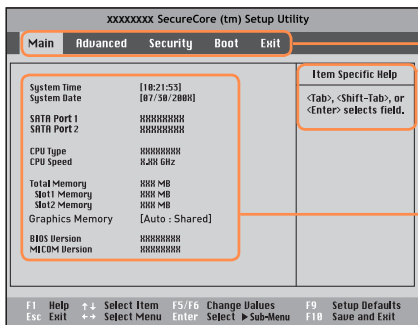 xxxxxxxx SecureCore (tm) Setup Utility
Main Advanced Security Boot Exit
Item Specific Help
<Tab>, <Shift-Tab>, or
<Enter> selects field.
System Time [10:21:53]
System Date [07/30/200X]
SATA Port 1 XXXXXXXX
SATA Port 2 XXXXXXXX
CPU Type XXXXXXXX
CPU Speed X.XX GHz
Total Memory XXX MB
Slot1 Memory XXX MB
Slot2 Memory XXX MB
Graphics Memory [Auto : Shared]
BIOS Version XXXXXXXX
MICOM Version XXXXXXXX
F1 Help ↑↓ Select Item F5/F6 Change Values F9 Setup Defaults
Esc Exit ←→ Select Menu Enter Select ▶Sub-Menu F10 Save and Exit